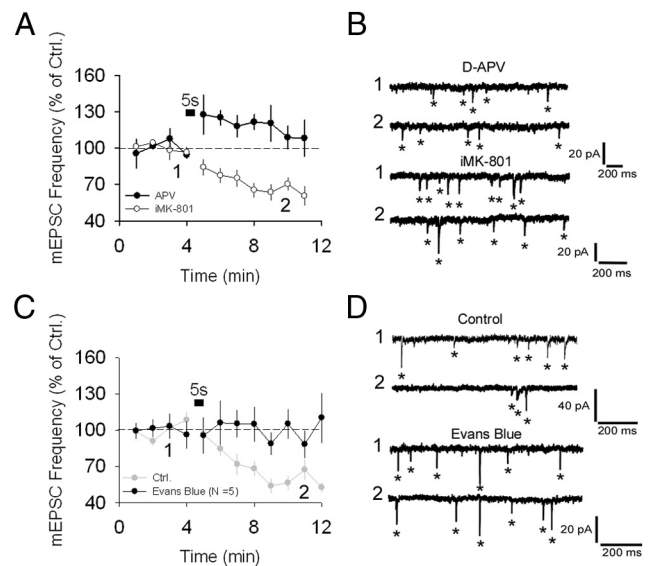 A
mEPSC Frequency (% of Ctrl.)
160
130
100
70
40
5s
1
2
APV
iMK-801
0 4 8 12
Time (min)
B
D-APV
1
* * * * *
2
* * * * *
20 pA
200 ms
iMK-801
1
** * * * ** * *
2
* * * * * *
20 pA
200 ms
C
mEPSC Frequency (% of Ctrl.)
160
130
100
70
40
5s
1
2
Ctrl.
Evans Blue (N =5)
0 4 8 12
Time (min)
D
Control
1
* * * * * *
2
* * *
40 pA
Evans Blue
1
* * * * * *
2
* * * * * *
20 pA
200 ms